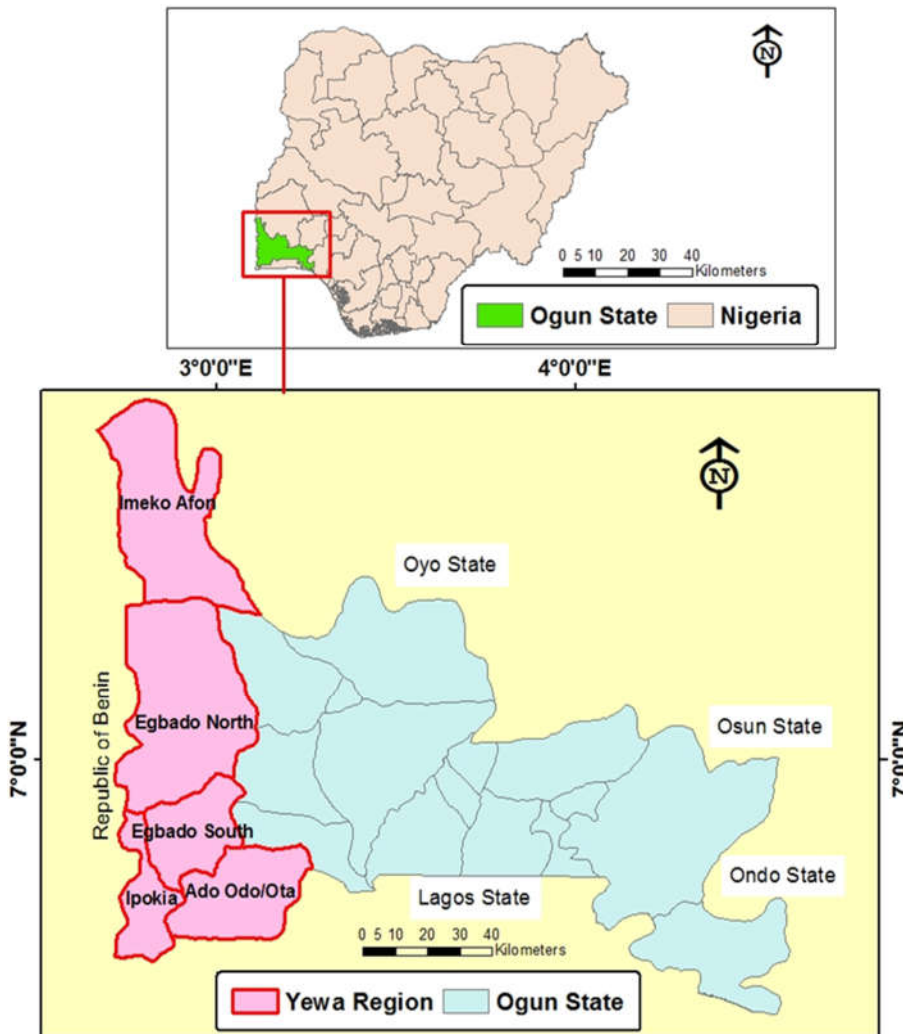 N
0 5 10 20 30 40
Kilometers
Ogun State Nigeria
3°0'0"E 4°0'0"E
N
Imeko Afon
Oyo State
Republic of Benin
Egbado North
Osun State
7°0'0"N 7°0'0"N
Egbado South
Ondo State
Ipokia Ado Odo/Ota
Lagos State
0 5 10 20 30 40
Kilometers
Yewa Region Ogun State